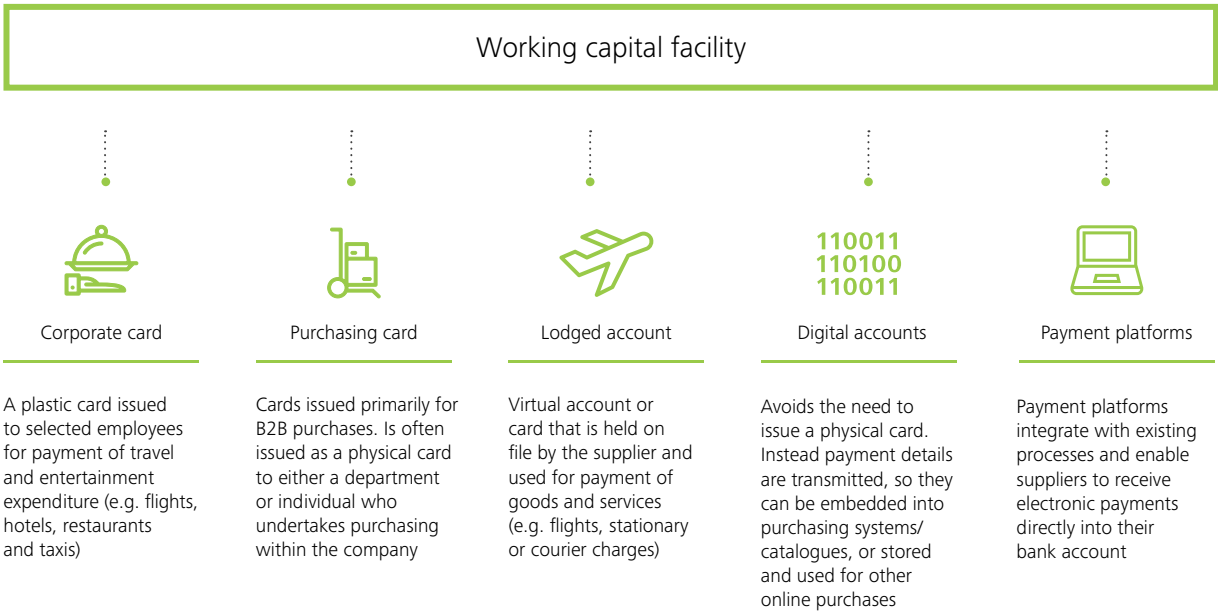 Working capital facility
110011
110100
110011
Corporate card
Purchasing card
Lodged account
Digital accounts
Payment platforms
A plastic card issued
to selected employees
for payment of travel
and entertainment
expenditure (e.g. flights,
hotels, restaurants
and taxis)
Cards issued primarily for
B2B purchases. Is often
issued as a physical card
to either a department
or individual who
undertakes purchasing
within the company
Virtual account or
card that is held on
file by the supplier and
used for payment of
goods and services
(e.g. flights, stationary
or courier charges)
Avoids the need to
issue a physical card.
Instead payment details
are transmitted, so they
can be embedded into
purchasing systems/
catalogues, or stored
and used for other
online purchases
Payment platforms
integrate with existing
processes and enable
suppliers to receive
electronic payments
directly into their
bank account